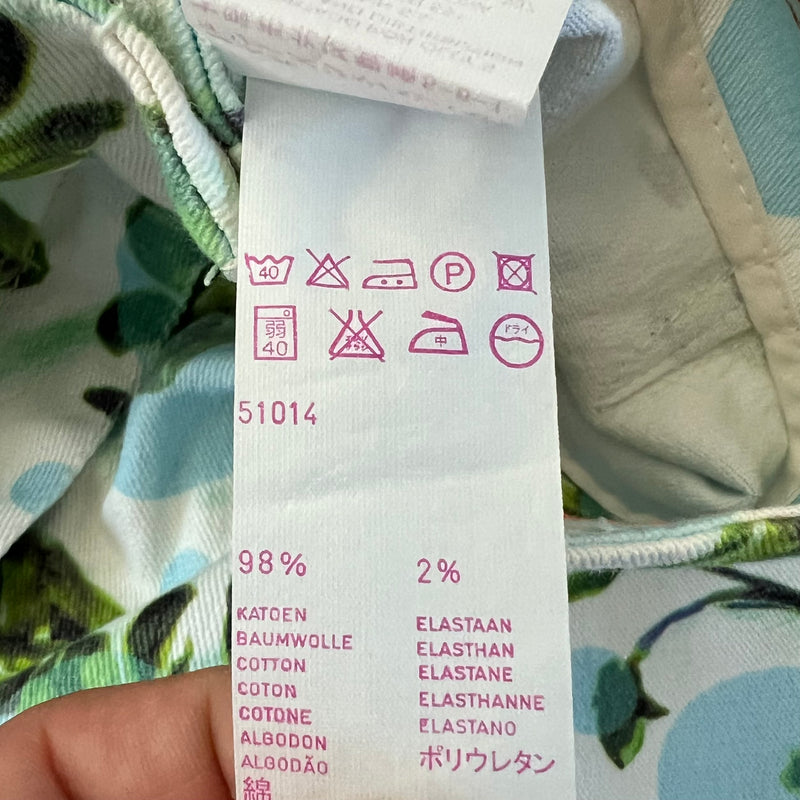 40
P
弱
40
中
ドライ
51014
98%
2%
KATOEN
BAUMWOLLE
COTTON
COTON
COTONE
ALGODON
ALGODÃO
綿
ELASTAAN
ELASTHAN
ELASTANE
ELASTHANNE
ELASTANO
ポリウレタン